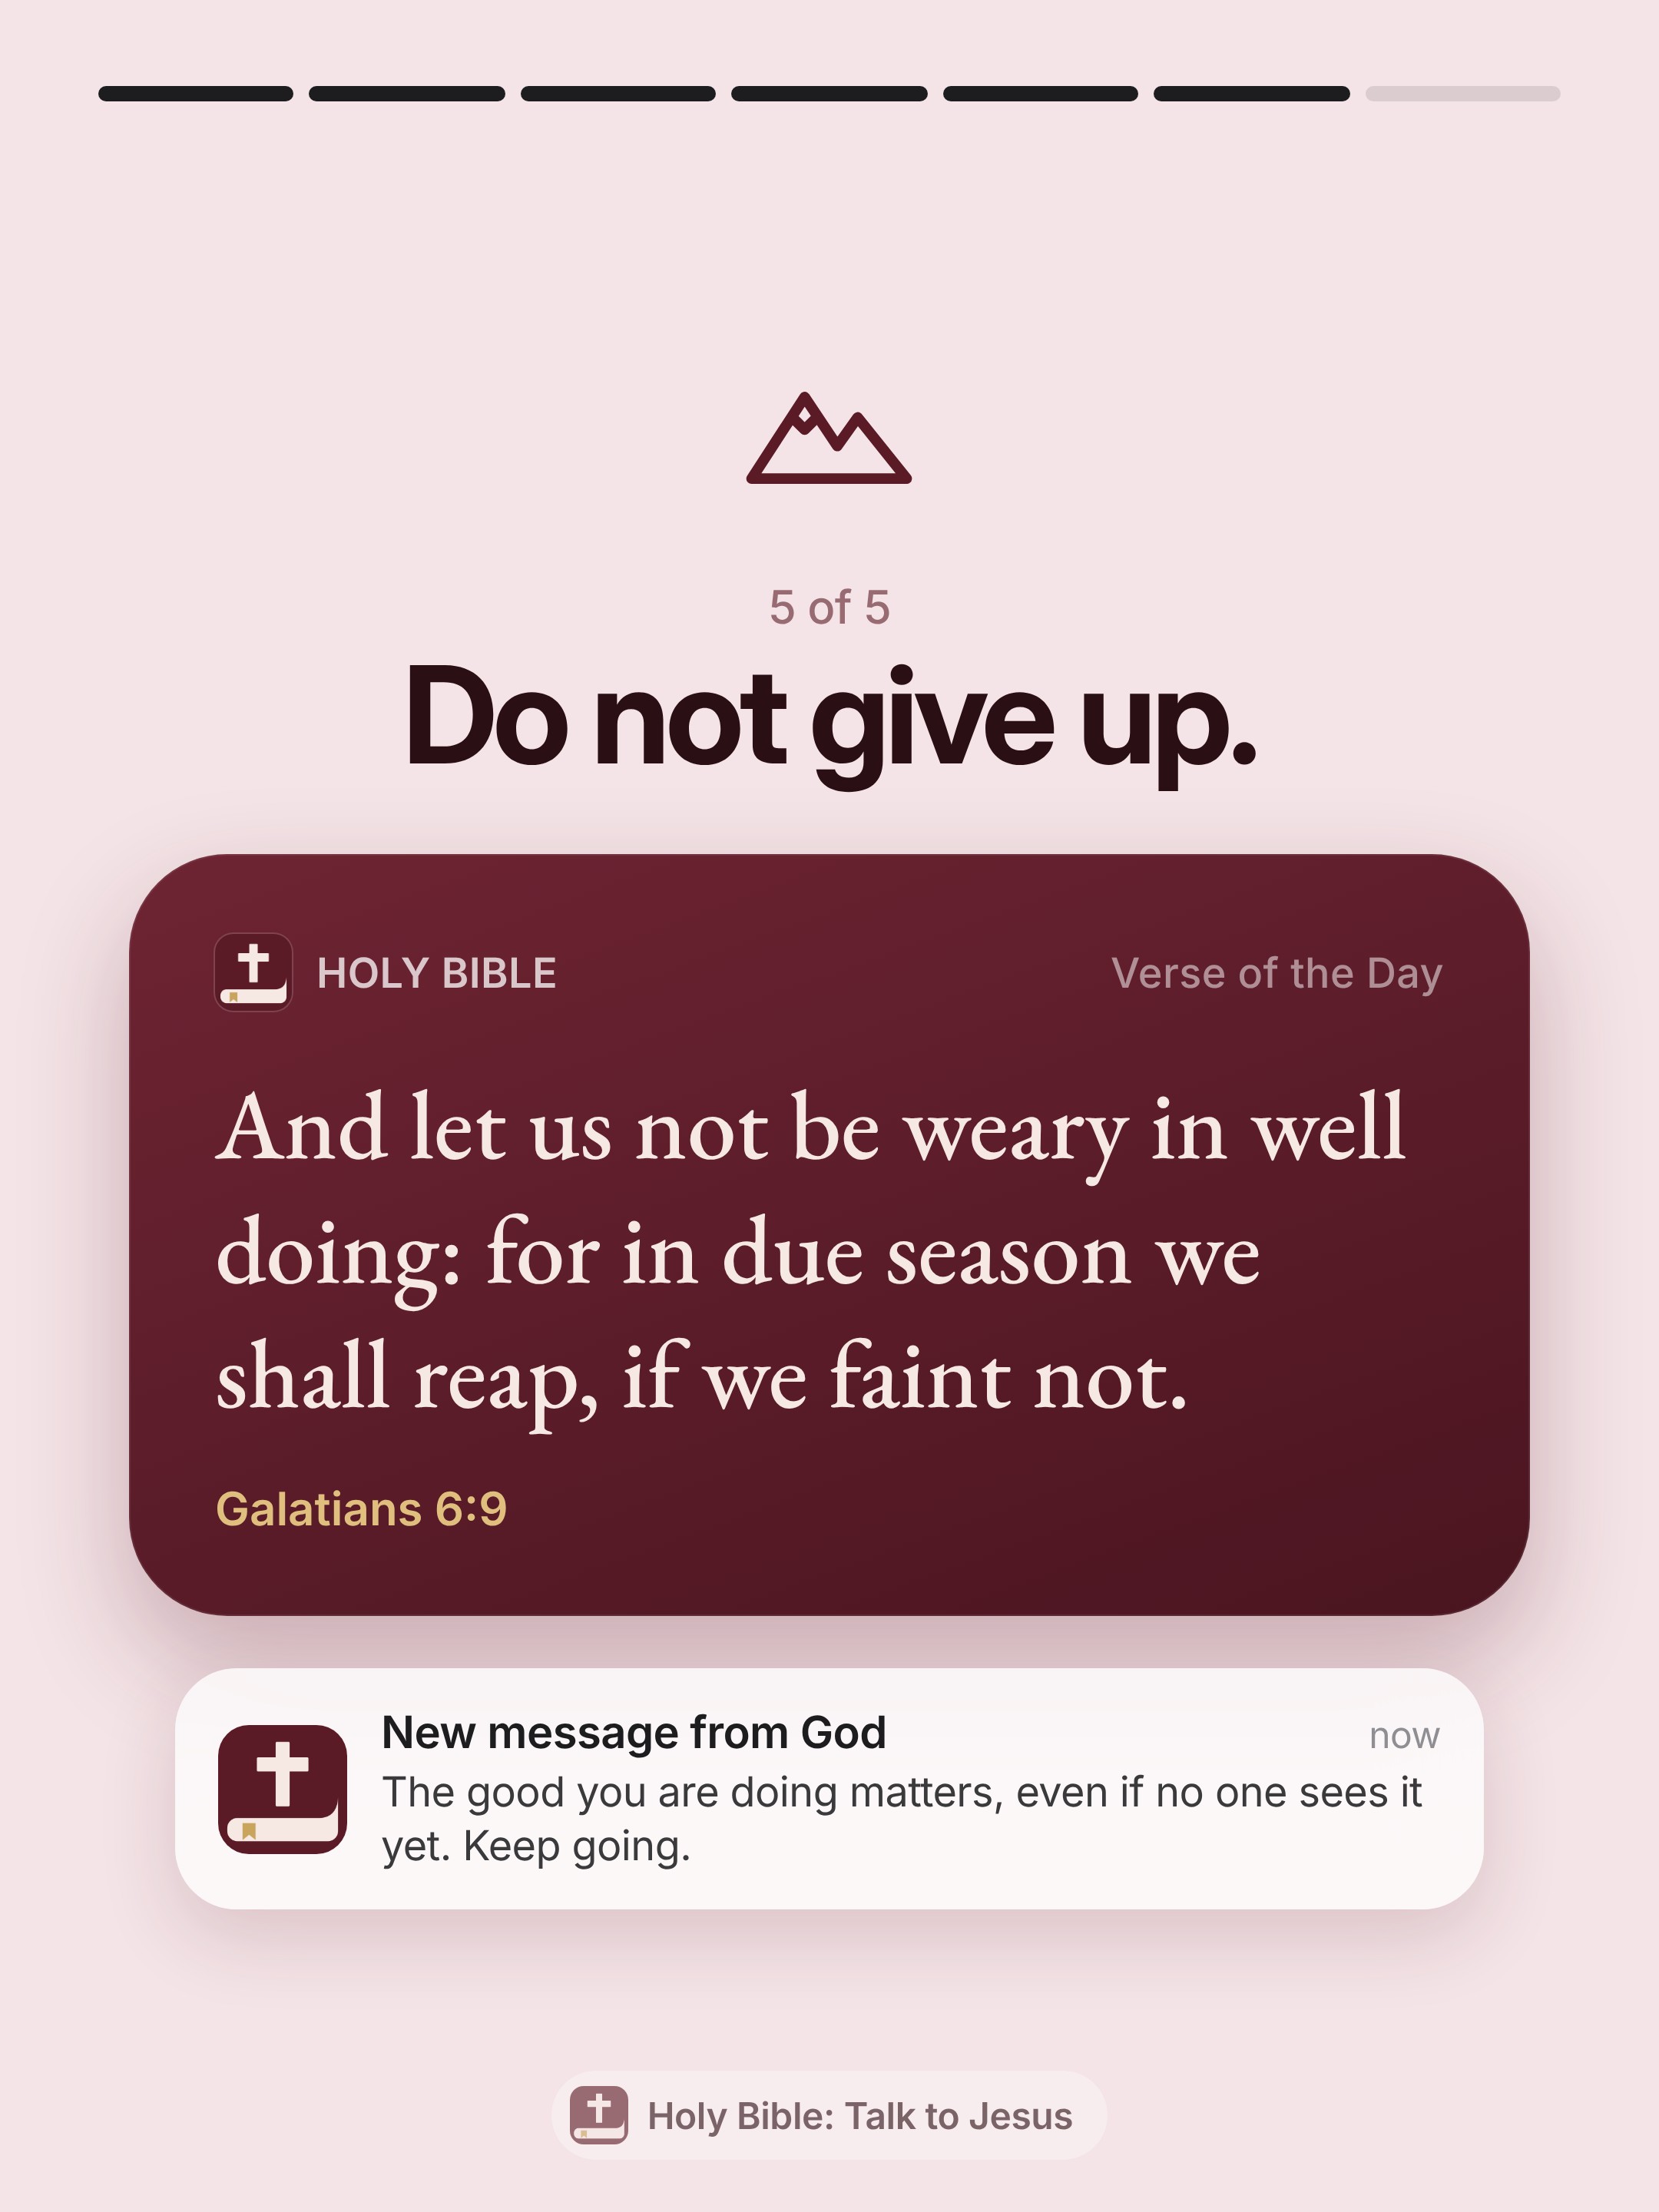 5 of 5
Do not give up.
HOLY BIBLE
Verse of the Day
And let us not be weary in well
doing: for in due season we
shall reap, if we faint not.
Galatians 6:9
New message from God
now
The good you are doing matters, even if no one sees it
yet. Keep going.
Holy Bible: Talk to Jesus